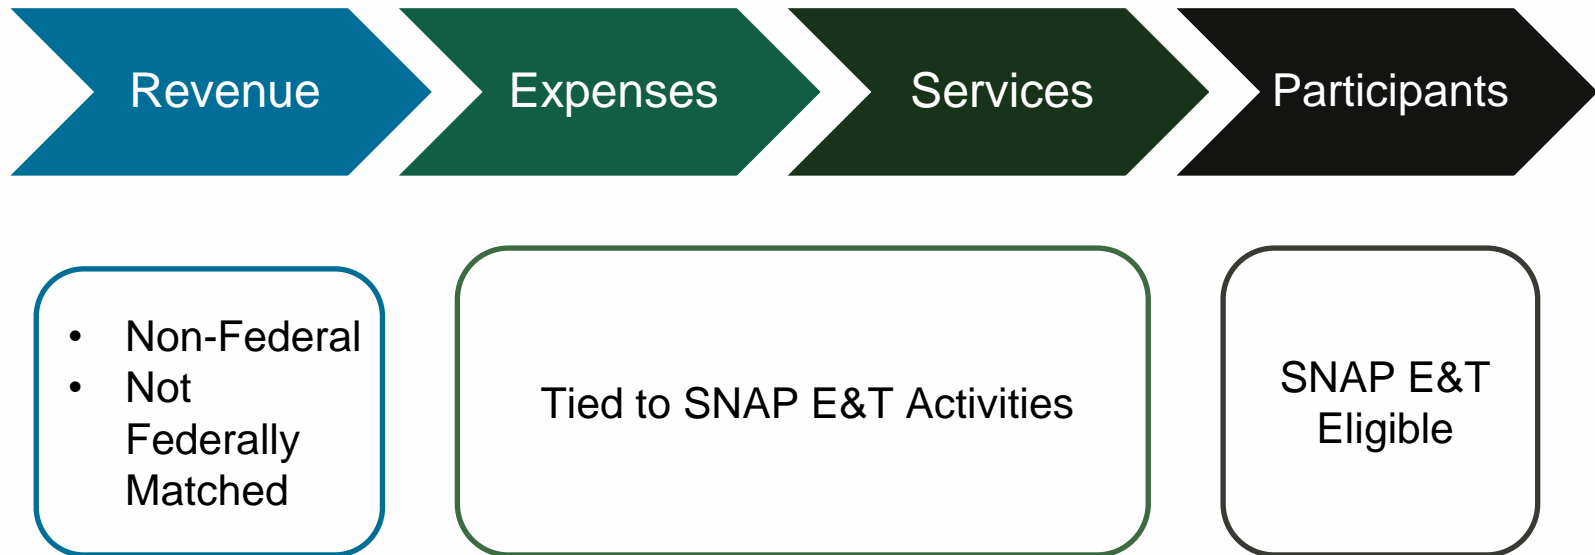 Revenue
Expenses
Services
Participants
• Non-Federal
• Not
Federally
Matched
Tied to SNAP E&T Activities
SNAP E&T
Eligible